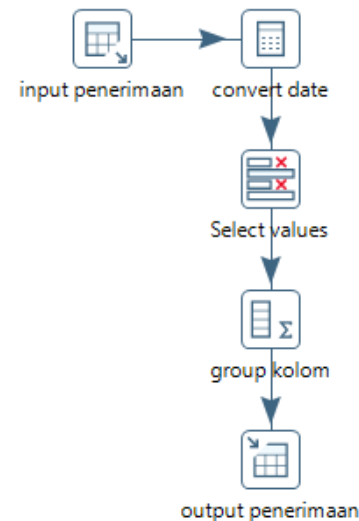 input penerimaan
convert date
Select values
group kolom
output penerimaan